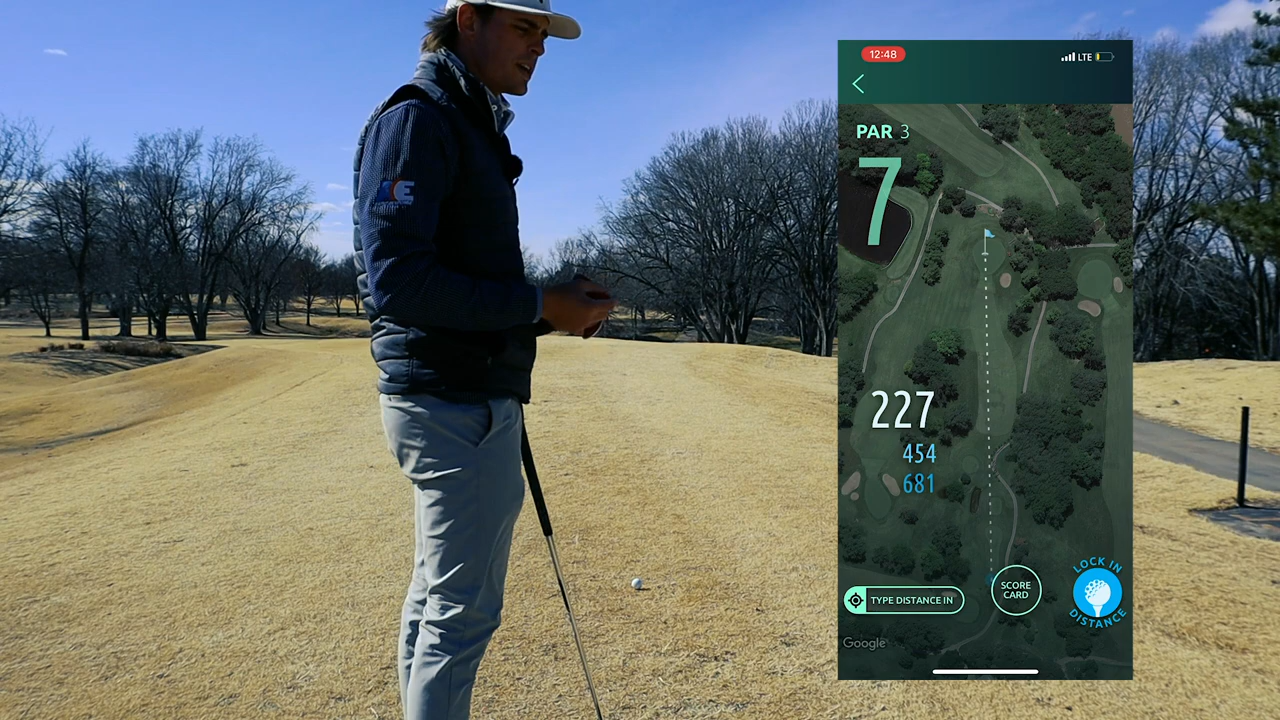 12:48
LTE
PAR 3
7
227
454
681
LOCK IN
DISTANCE
SCORE
CARD
TYPE DISTANCE IN
Google